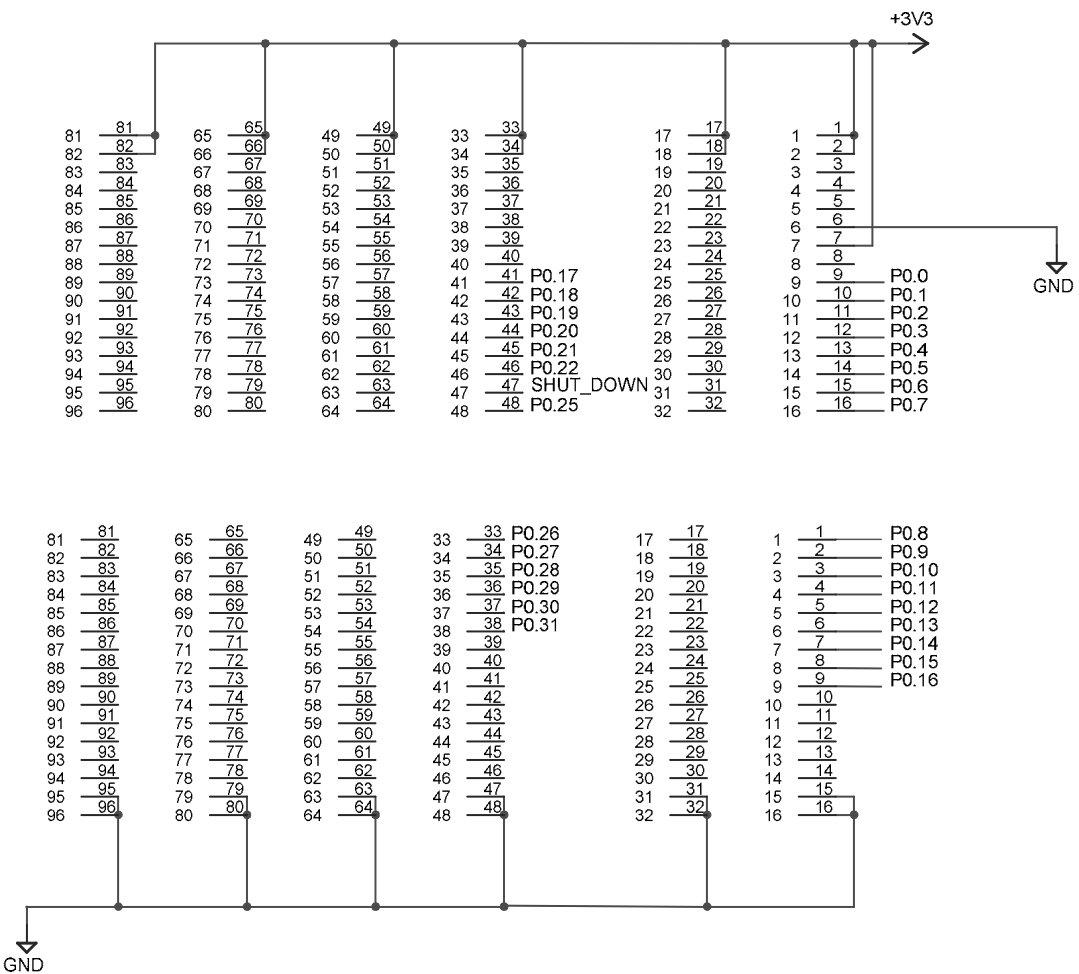 +3V3
81 81 65 65 49 49 33 33 17 17 1 1
82 82 66 66 50 50 34 34 18 18 2 2
83 83 67 67 51 51 35 35 19 19 3 3
84 84 68 68 52 52 36 36 20 20 4 4
85 85 69 69 53 53 37 37 21 21 5 5
86 86 70 70 54 54 38 38 22 22 6 6
87 87 71 71 55 55 39 39 23 23 7 7
88 88 72 72 56 56 40 40 24 24 8 8
89 89 73 73 57 57 41 41 P0.17 25 25 9 9 P0.0
GND
90 90 74 74 58 58 42 42 P0.18 26 26 10 10 P0.1
91 91 75 75 59 59 43 43 P0.19 27 27 11 11 P0.2
92 92 76 76 60 60 44 44 P0.20 28 28 12 12 P0.3
93 93 77 77 61 61 45 45 P0.21 29 29 13 13 P0.4
94 94 78 78 62 62 46 46 P0.22 30 30 14 14 P0.5
95 95 79 79 63 63 47 47 SHUT_DOWN 31 31 15 15 P0.6
96 96 80 80 64 64 48 48 P0.25 32 32 16 16 P0.7
81 81 65 65 49 49 33 33 P0.26 17 17 1 1 P0.8
82 82 66 66 50 50 34 34 P0.27 18 18 2 2 P0.9
83 83 67 67 51 51 35 35 P0.28 19 19 3 3 P0.10
84 84 68 68 52 52 36 36 P0.29 20 20 4 4 P0.11
85 85 69 69 53 53 37 37 P0.30 21 21 5 5 P0.12
86 86 70 70 54 54 38 38 P0.31 22 22 6 6 P0.13
87 87 71 71 55 55 39 39 23 23 7 7 P0.14
88 88 72 72 56 56 40 40 24 24 8 8 P0.15
89 89 73 73 57 57 41 41 25 25 9 9 P0.16
90 90 74 74 58 58 42 42 26 26 10 10
91 91 75 75 59 59 43 43 27 27 11 11
92 92 76 76 60 60 44 44 28 28 12 12
93 93 77 77 61 61 45 45 29 29 13 13
94 94 78 78 62 62 46 46 30 30 14 14
95 95 79 79 63 63 47 47 31 31 15 15
96 96 80 80 64 64 48 48 32 32 16 16
GND